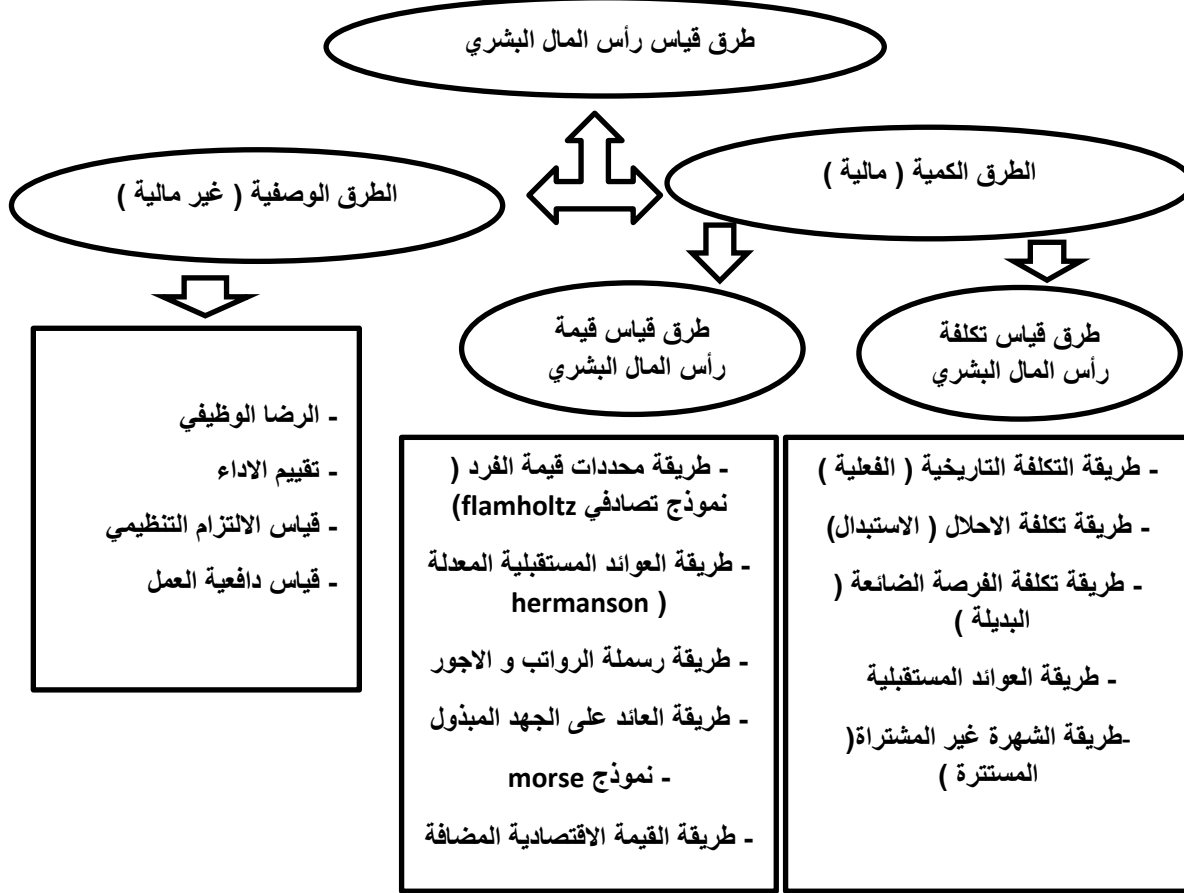 طرق قياس رأس المال البشري
الطرق الكمية ( مالية )
الطرق الوصفية ( غير مالية )
طرق قياس تكلفة
رأس المال البشري
طرق قياس قيمة
رأس المال البشري
- طريقة التكلفة التاريخية ( الفعلية )
- طريقة تكلفة الاحلال ( الاستبدال)
- طريقة تكلفة الفرصة الضائعة (
البديلة )
- طريقة العوائد المستقبلية
-طريقة الشهرة غير المشتراة(
المستترة )
- طريقة محددات قيمة الفرد (
نموذج تصادفي flamholtz)
- طريقة العوائد المستقبلية المعدلة
( hermanson )
- طريقة رسملة الرواتب و الاجور
- طريقة العائد على الجهد المبذول
- نموذج morse
- طريقة القيمة الاقتصادية المضافة
- الرضا الوظيفي
- تقييم الاداء
- قياس الالتزام التنظيمي
- قياس دافعية العمل